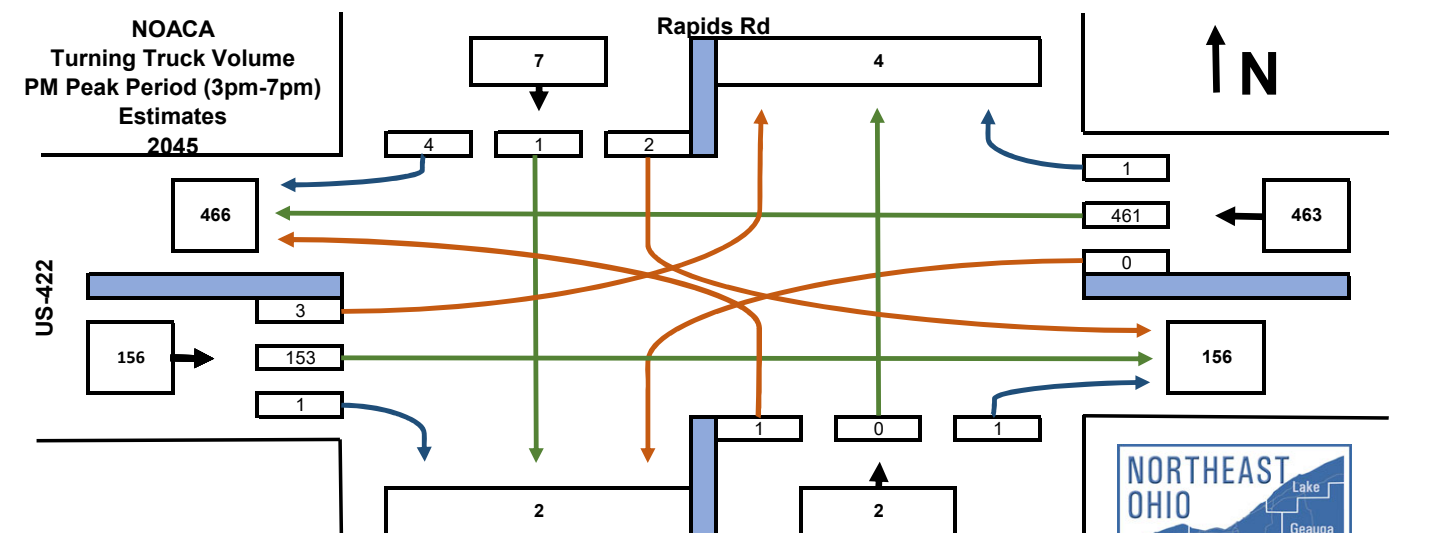 NOACA
Turning Truck Volume
PM Peak Period (3pm-7pm)
Estimates
2045
Rapids Rd
7
4
N
4
1
2
1
466
461
463
0
US-422
3
156
153
156
1
1
0
1
2
2
NORTHEAST
OHIO
Lake
Geauga